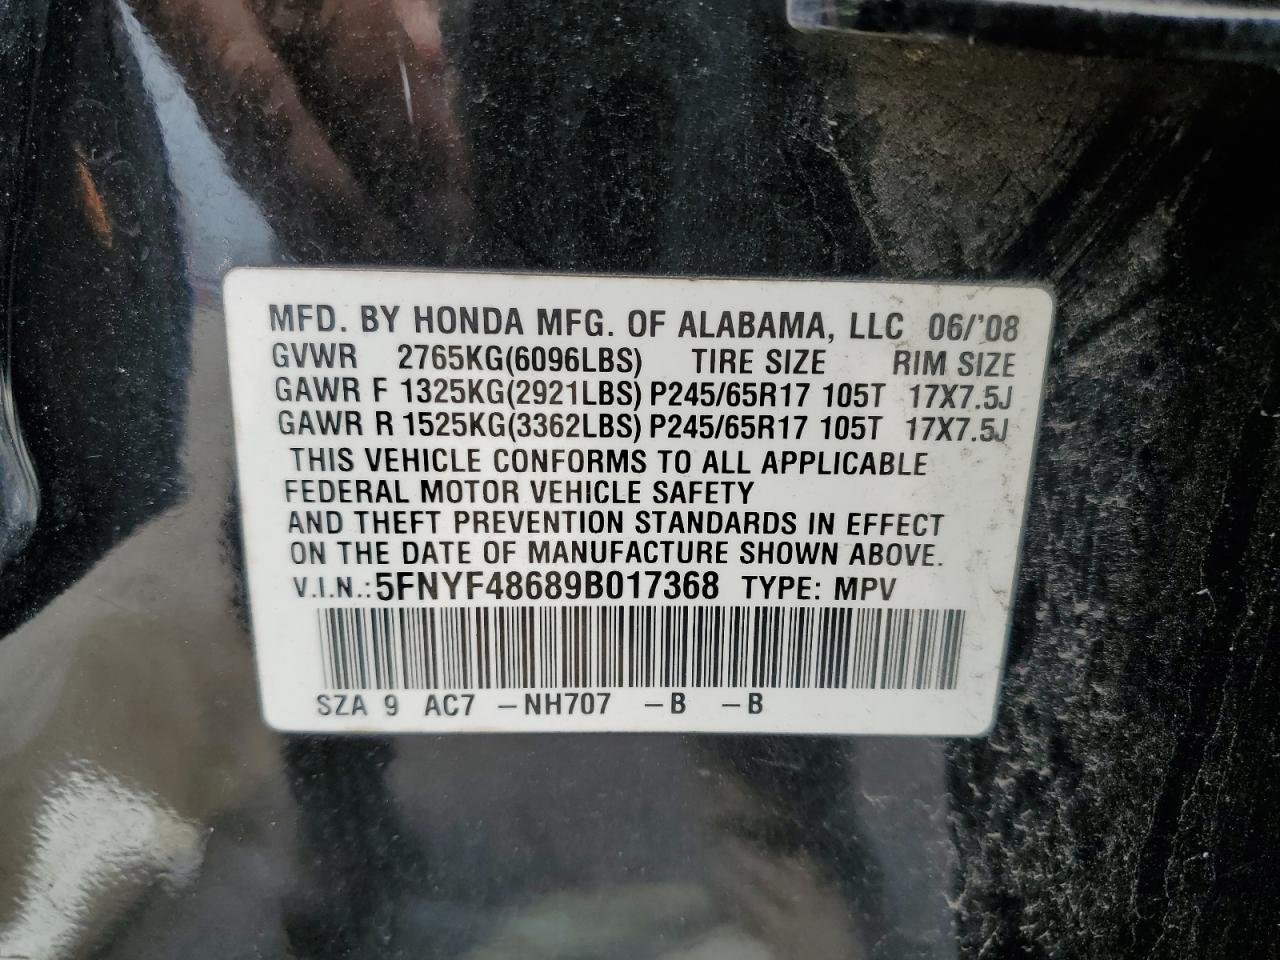 MFD. BY HONDA MFG. OF ALABAMA, LLC 06/'08
GVWR 2765KG(6096LBS) TIRE SIZE RIM SIZE
GAWR F 1325KG(2921LBS) P245/65R17 105T 17X7.5J
GAWR R 1525KG(3362LBS) P245/65R17 105T 17X7.5J
THIS VEHICLE CONFORMS TO ALL APPLICABLE
FEDERAL MOTOR VEHICLE SAFETY
AND THEFT PREVENTION STANDARDS IN EFFECT
ON THE DATE OF MANUFACTURE SHOWN ABOVE.
V.I.N.:5FNYF48689B017368 TYPE: MPV
SZA 9 AC7 –NH707 –B –B